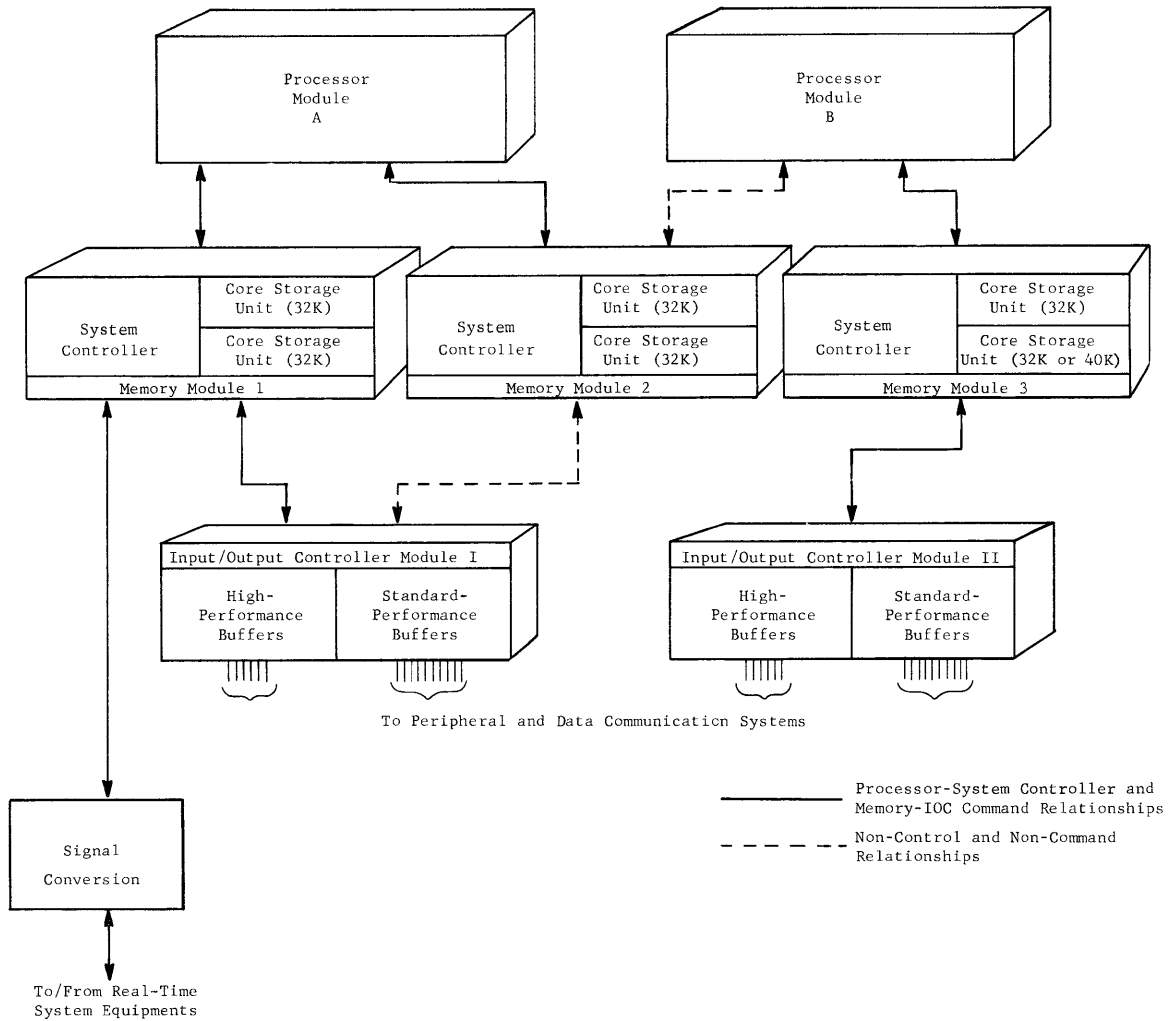 Processor
Module
A
Processor
Module
B
System
Controller
Core Storage
Unit (32K)
Core Storage
Unit (32K)
Memory Module 1
System
Controller
Core Storage
Unit (32K)
Core Storage
Unit (32K)
Memory Module 2
System
Controller
Core Storage
Unit (32K)
Core Storage
Unit (32K or 40K)
Memory Module 3
Input/Output Controller Module I
High-
Performance
Buffers
Standard-
Performance
Buffers
Input/Output Controller Module II
High-
Performance
Buffers
Standard-
Performance
Buffers
To Peripheral and Data Communication Systems
Signal
Conversion
To/From Real-Time
System Equipments
Processor-System Controller and
Memory-IOC Command Relationships
Non-Control and Non-Command
Relationships